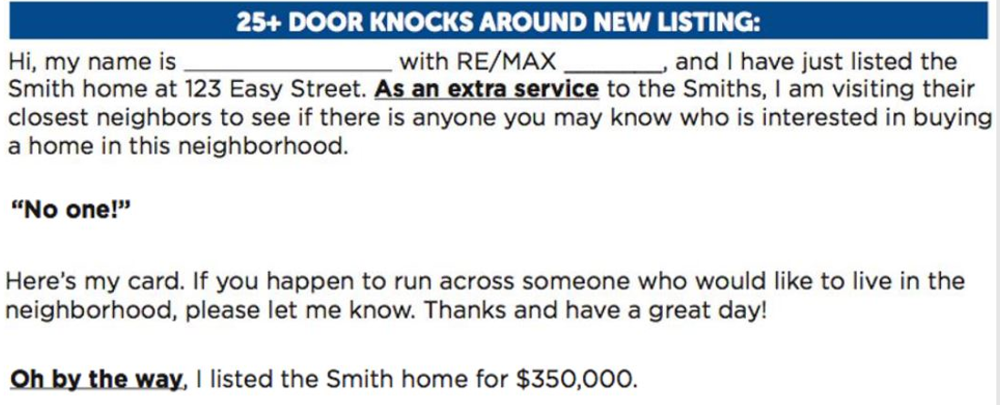 25+ DOOR KNOCKS AROUND NEW LISTING:
Hi, my name is _________________ with RE/MAX ________, and I have just listed the
Smith home at 123 Easy Street. As an extra service to the Smiths, I am visiting their
closest neighbors to see if there is anyone you may know who is interested in buying
a home in this neighborhood.
“No one!”
Here’s my card. If you happen to run across someone who would like to live in the
neighborhood, please let me know. Thanks and have a great day!
Oh by the way, I listed the Smith home for $350,000.